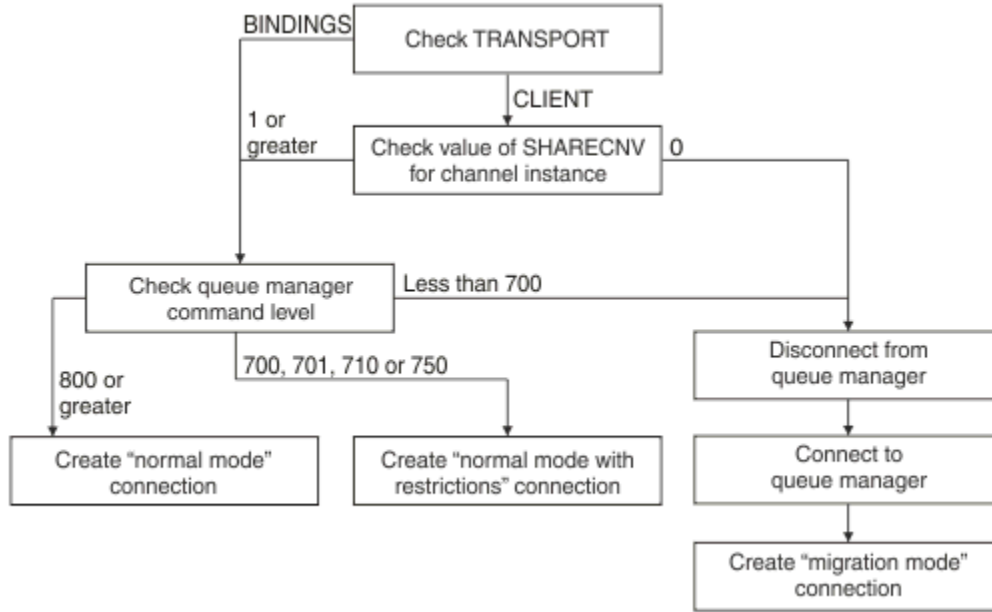 BINDINGS
Check TRANSPORT
CLIENT
1 or
greater
Check value of SHARECNV
for channel instance
0
Check queue manager
command level
Less than 700
800 or
greater
700, 701, 710 or 750
Disconnect from
queue manager
Create “normal mode”
connection
Create “normal mode with
restrictions” connection
Connect to
queue manager
Create “migration mode”
connection